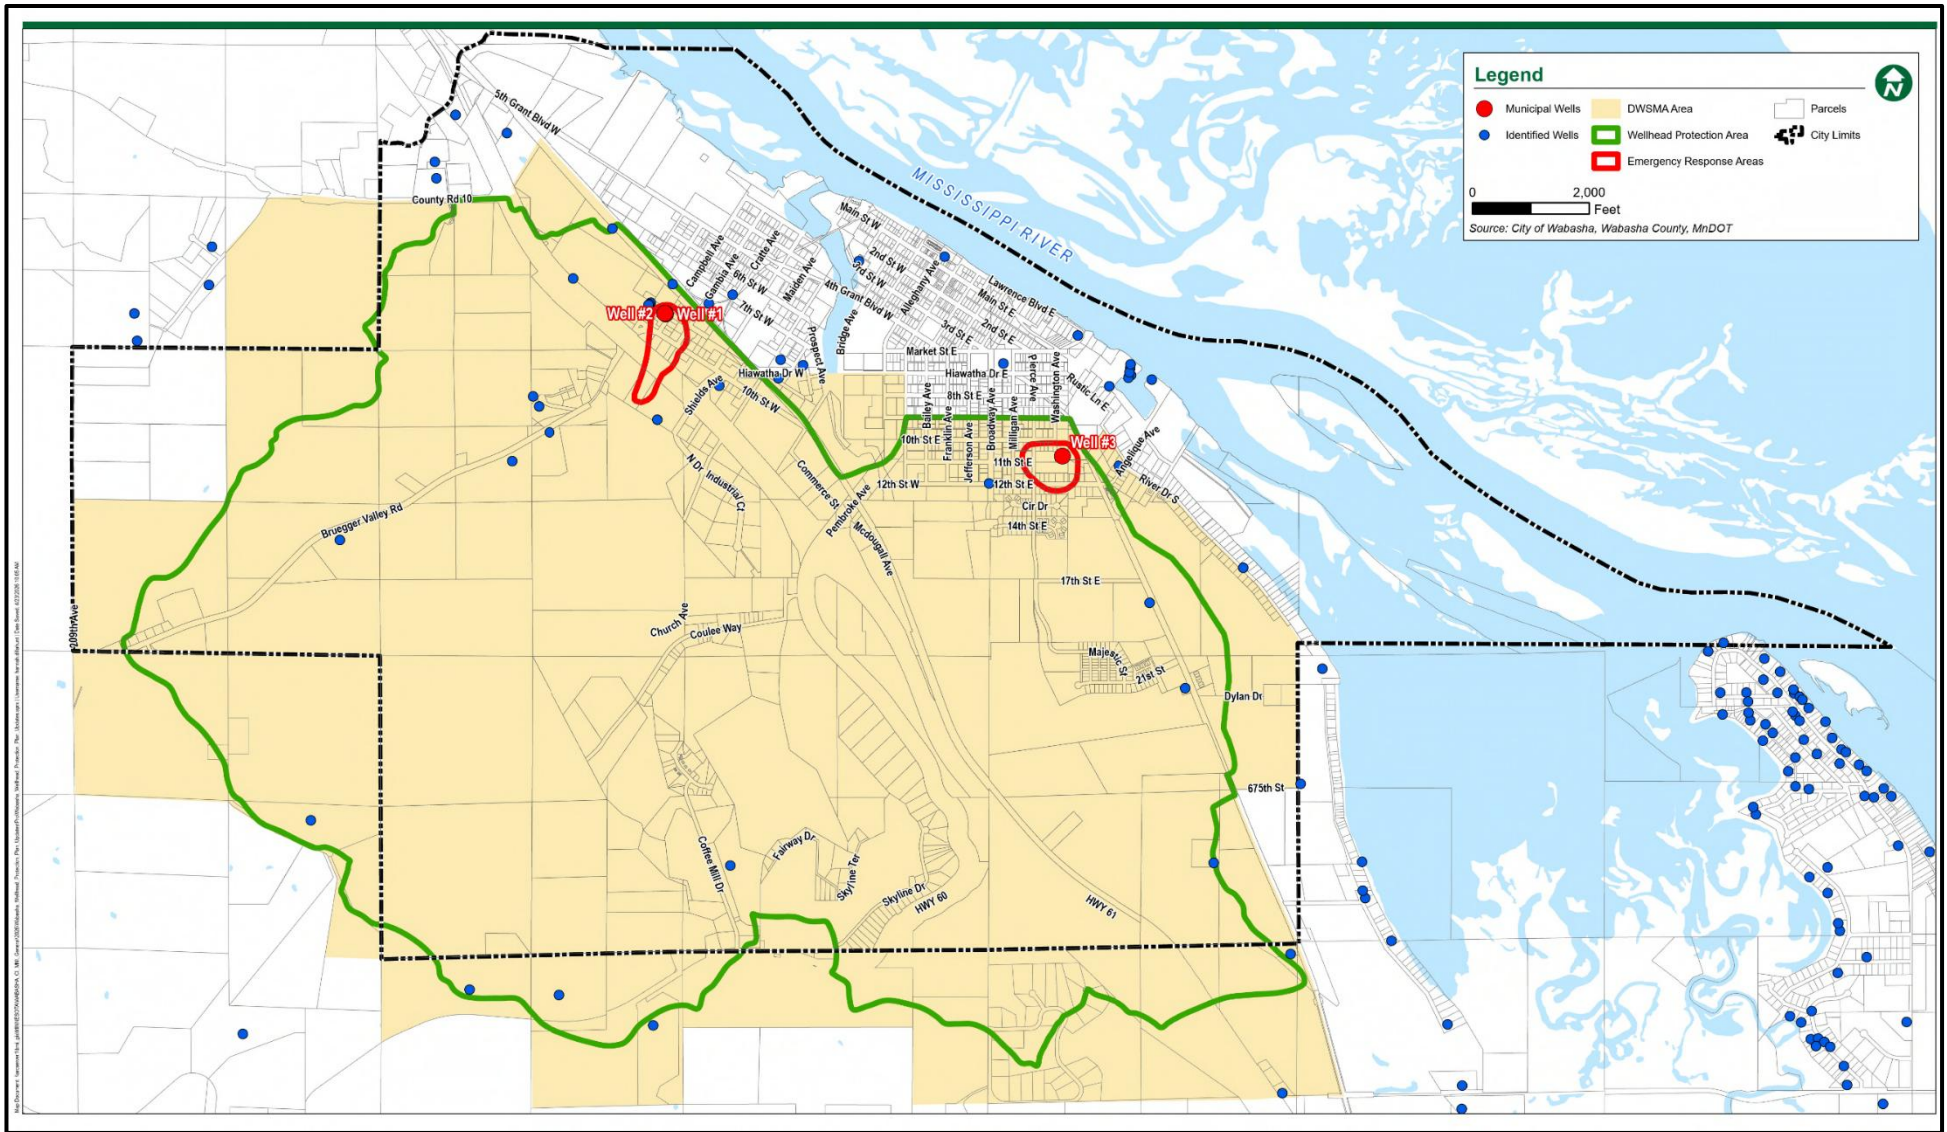 Legend
N
Municipal Wells
DWSMA Area
Parcels
Identified Wells
Wellhead Protection Area
City Limits
Emergency Response Areas
0 2,000
Feet
Source: City of Wabasha, Wabasha County, MnDOT
MISSISSIPPI RIVER
5th Grant Blvd W
County Rd 10
Campbell Ave
Gambia Ave
Cratte Ave
Maiden Ave
6th St W
7th St W
Main St W
2nd St W
3rd St W
4th Grant Blvd W
Alleghany Ave
Lawrence Blvd E
Main St E
2nd St E
3rd St E
Bridge Ave
Prospect Ave
Market St E
Hiawatha Dr W
Hiawatha Dr E
8th St E
Pierce Ave
Washington Ave
Rustic Ln E
Well #2
Well #1
Well #3
Shields Ave
10th St W
10th St E
Bailey Ave
Franklin Ave
Jefferson Ave
Broadway Ave
Milligan Ave
11th St E
12th St W
12th St E
Angelique Ave
River Dr S
Cir Dr
14th St E
N Dr
Industrial Ct
Commerce St
Pembroke Ave
Mcdougall Ave
Bruegger Valley Rd
17th St E
209th Ave
Church Ave
Coulee Way
Majestic St
21st St
Dylan Dr
675th St
Coffee Mill Dr
Fairway Dr
Skyline Ter
Skyline Dr
HWY 60
HWY 61